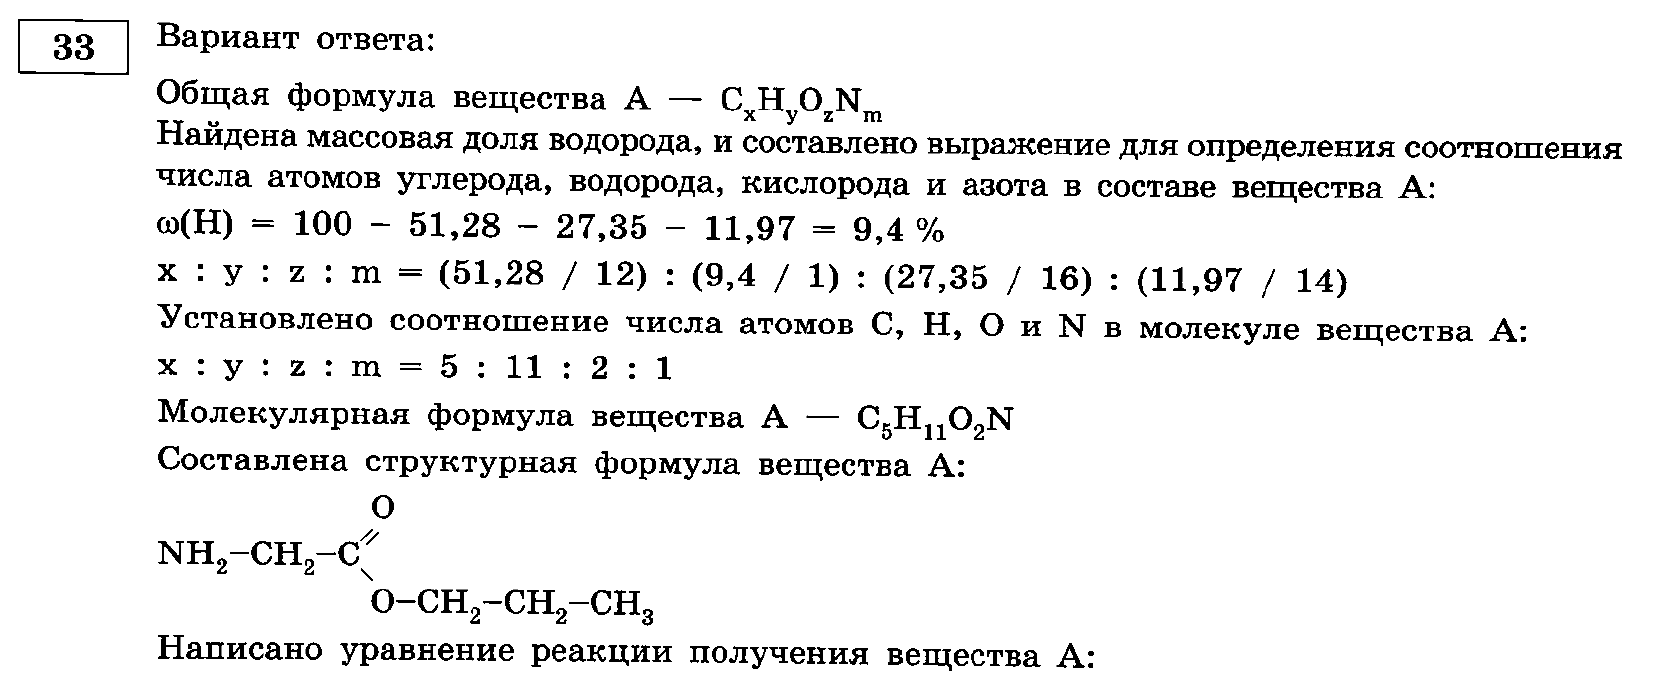 33
Вариант ответа:
Общая формула вещества А — CxHyOzNm
Найдена массовая доля водорода, и составлено выражение для определения соотношения
числа атомов углерода, водорода, кислорода и азота в составе вещества А:
ω(H) = 100 – 51,28 – 27,35 – 11,97 = 9,4 %
x : y : z : m = (51,28 / 12) : (9,4 / 1) : (27,35 / 16) : (11,97 / 14)
Установлено соотношение числа атомов C, H, O и N в молекуле вещества А:
x : y : z : m = 5 : 11 : 2 : 1
Молекулярная формула вещества А — C₅H₁₁O₂N
Составлена структурная формула вещества А:
O
NH₂–CH₂–C
O–CH₂–CH₂–CH₃
Написано уравнение реакции получения вещества А: